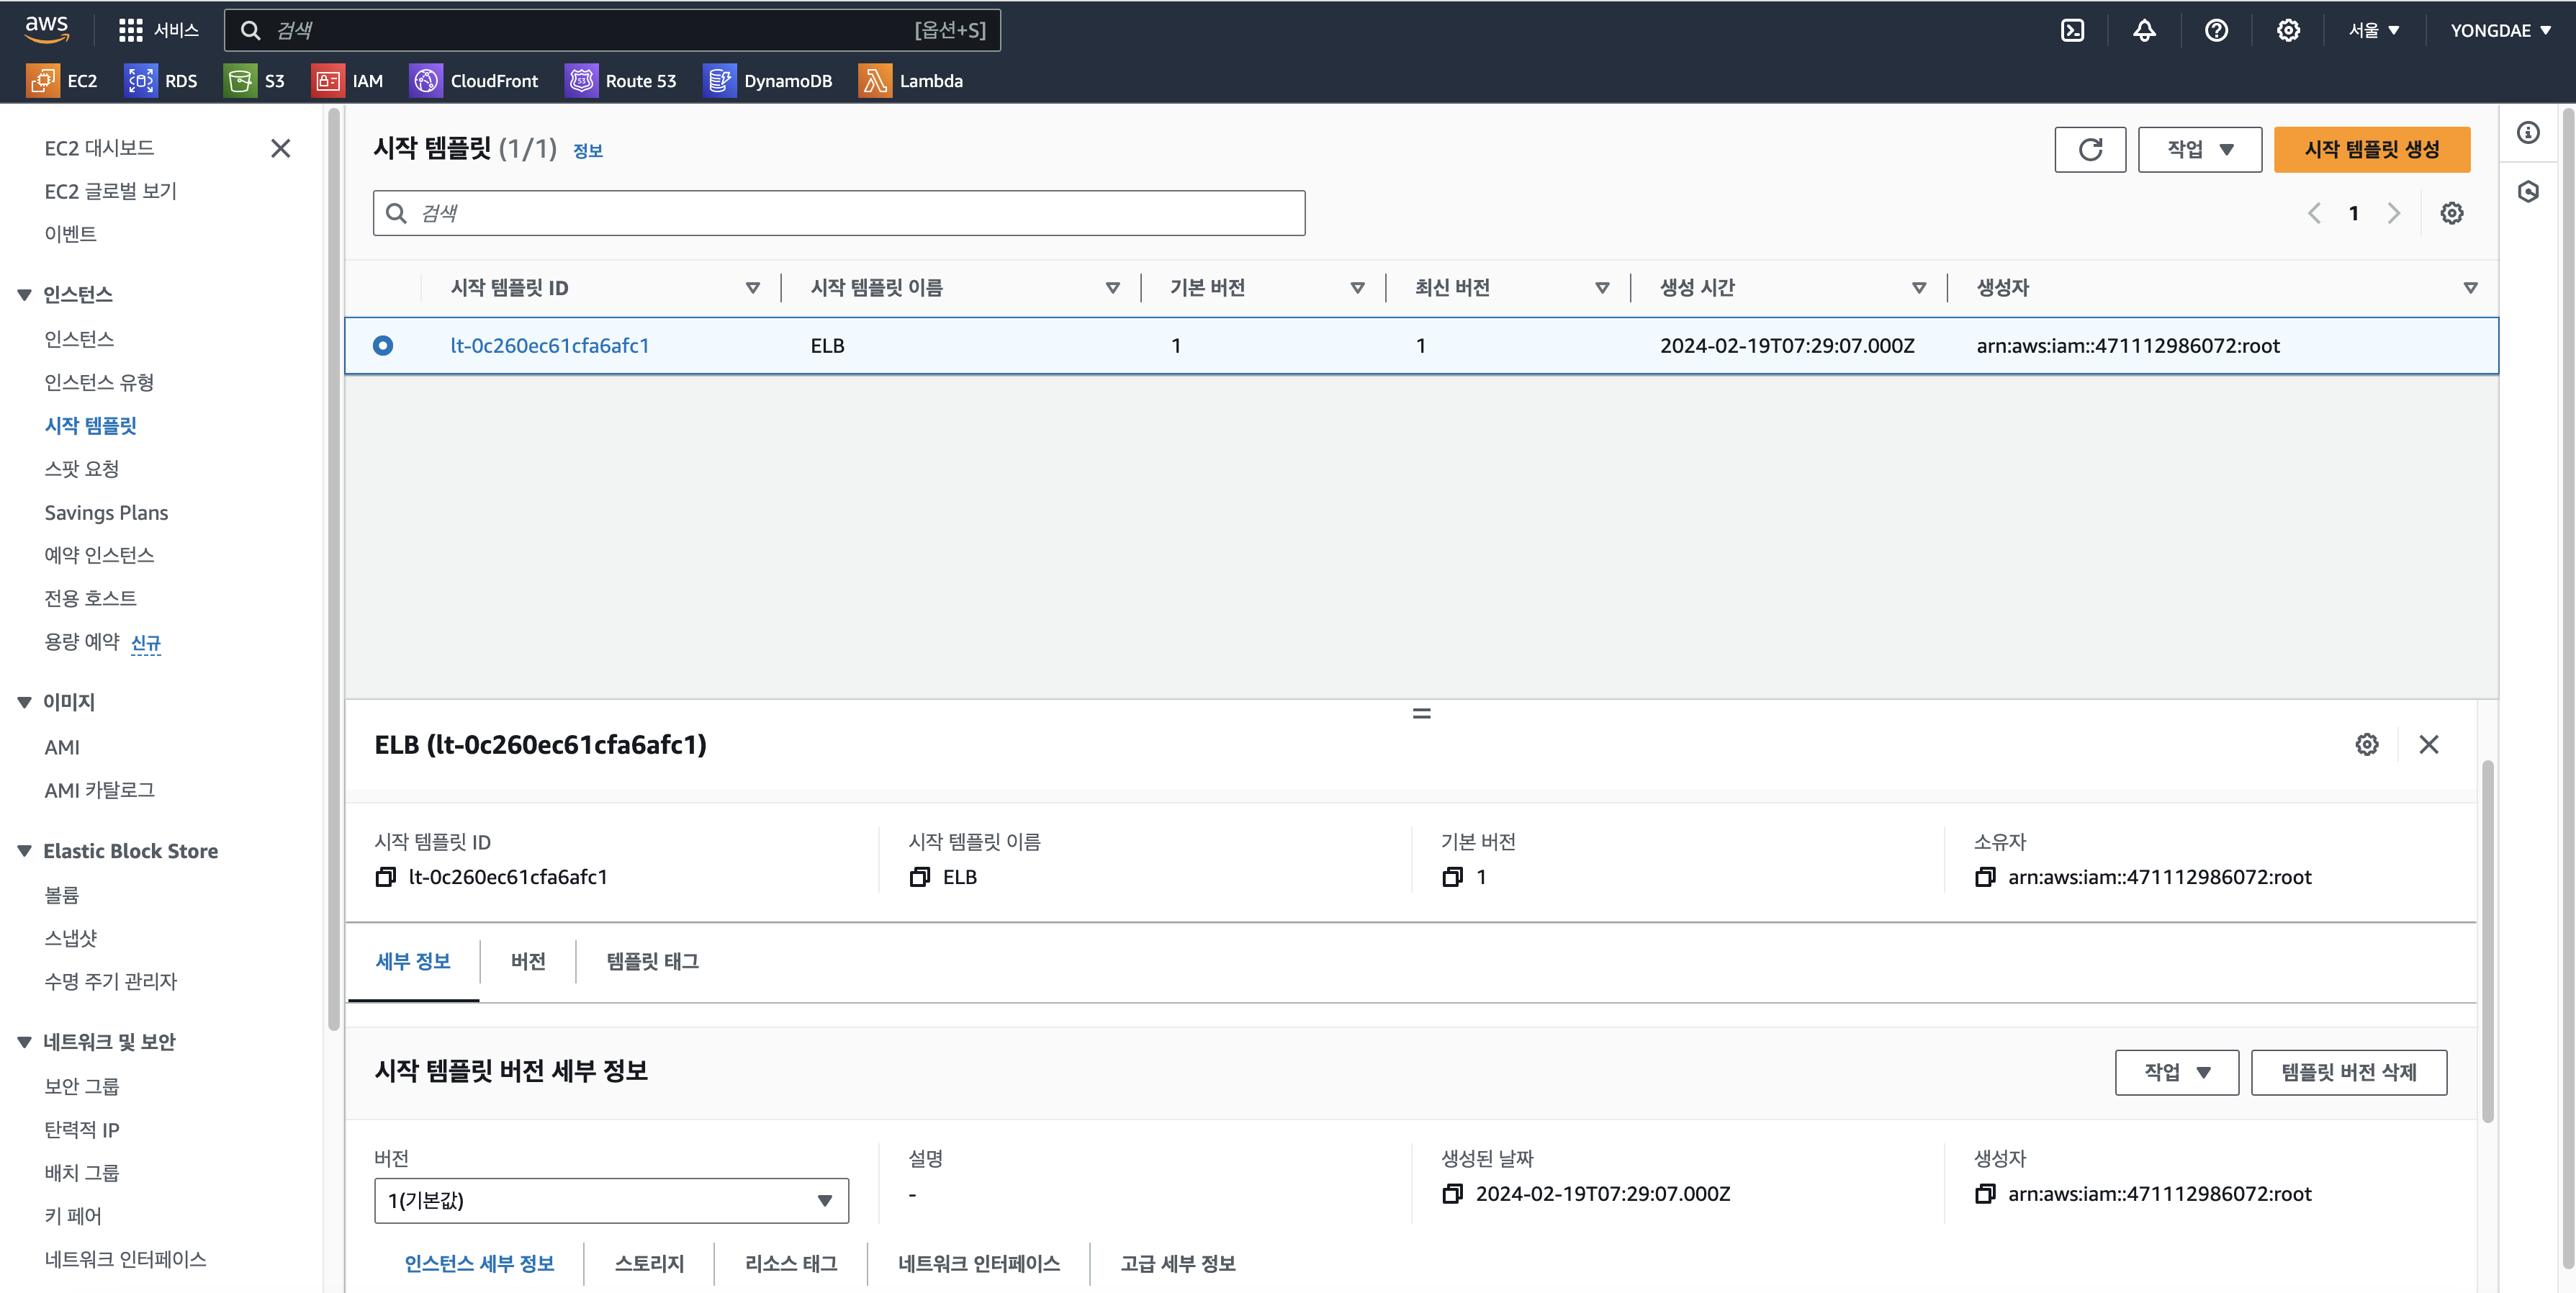 aws
서비스
검색
[옵션+S]
서울 ▼
YONGDAE ▼
EC2
RDS
S3
IAM
CloudFront
Route 53
DynamoDB
Lambda
EC2 대시보드
EC2 글로벌 보기
이벤트
인스턴스
인스턴스
인스턴스 유형
시작 템플릿
스팟 요청
Savings Plans
예약 인스턴스
전용 호스트
용량 예약 신규
이미지
AMI
AMI 카탈로그
Elastic Block Store
볼륨
스냅샷
수명 주기 관리자
네트워크 및 보안
보안 그룹
탄력적 IP
배치 그룹
키 페어
네트워크 인터페이스
시작 템플릿 (1/1) 정보
작업
시작 템플릿 생성
검색
1
시작 템플릿 ID 시작 템플릿 이름 기본 버전 최신 버전 생성 시간 생성자
lt-0c260ec61cfa6afc1 ELB 1 1 2024-02-19T07:29:07.000Z arn:aws:iam::471112986072:root
ELB (lt-0c260ec61cfa6afc1)
시작 템플릿 ID 시작 템플릿 이름 기본 버전 소유자
lt-0c260ec61cfa6afc1 ELB 1 arn:aws:iam::471112986072:root
세부 정보 버전 템플릿 태그
시작 템플릿 버전 세부 정보
작업
템플릿 버전 삭제
버전 설명 생성된 날짜 생성자
1(기본값) - 2024-02-19T07:29:07.000Z arn:aws:iam::471112986072:root
인스턴스 세부 정보 스토리지 리소스 태그 네트워크 인터페이스 고급 세부 정보